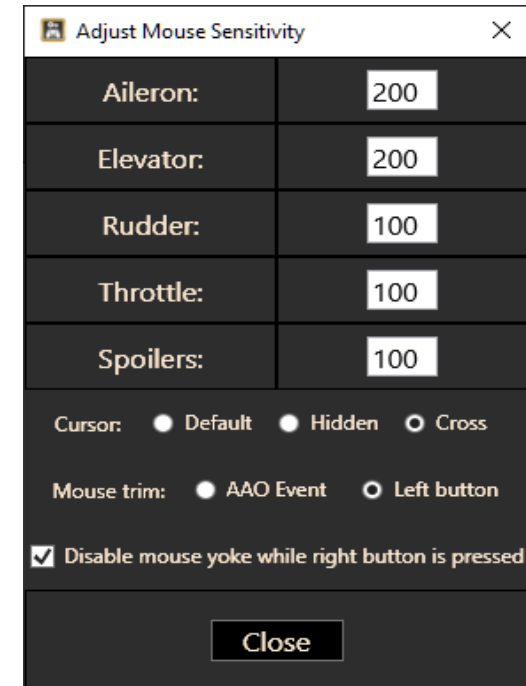 Adjust Mouse Sensitivity
Aileron: 200
Elevator: 200
Rudder: 100
Throttle: 100
Spoilers: 100
Cursor: Default Hidden Cross
Mouse trim: AAO Event Left button
Disable mouse yoke while right button is pressed
Close